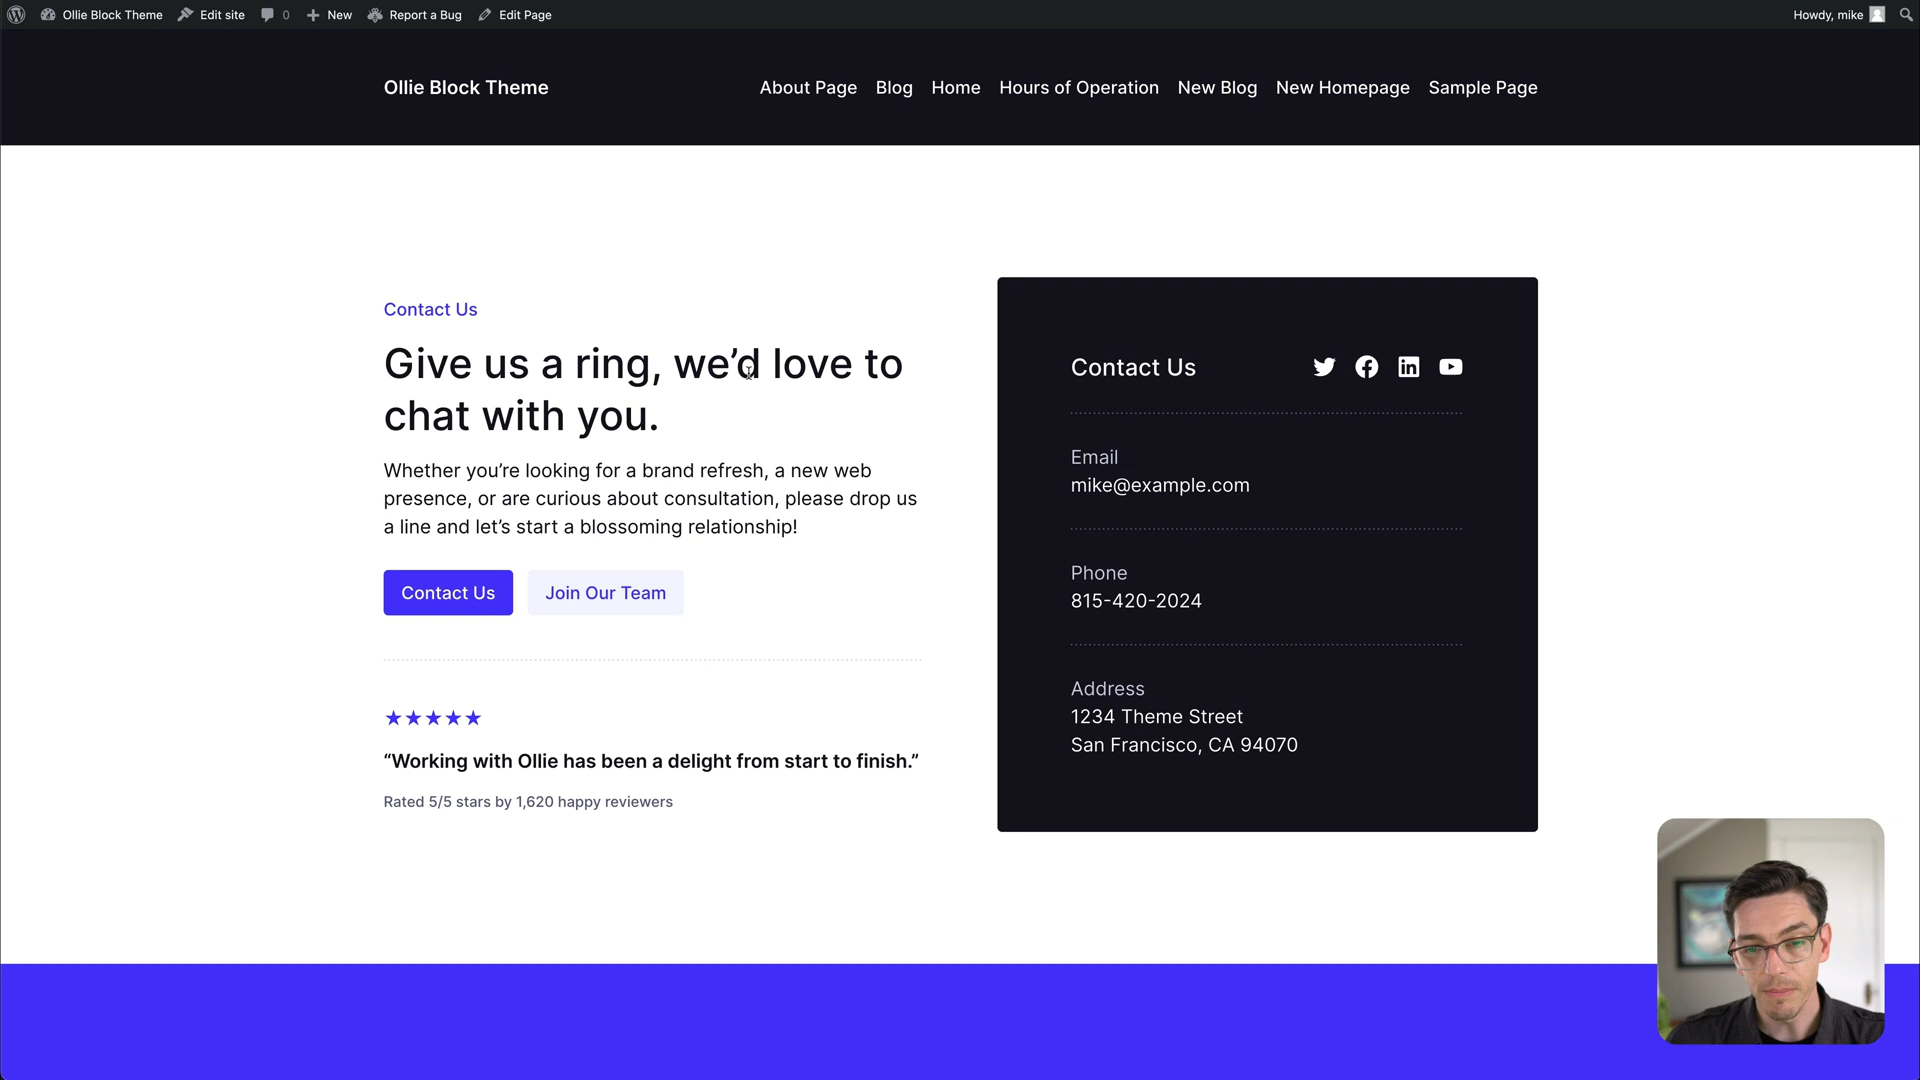 Ollie Block Theme Edit site 0 New Report a Bug Edit Page Howdy, mike
Ollie Block Theme About Page Blog Home Hours of Operation New Blog New Homepage Sample Page
Contact Us
Give us a ring, we’d love to
chat with you.
Whether you’re looking for a brand refresh, a new web
presence, or are curious about consultation, please drop us
a line and let’s start a blossoming relationship!
Contact Us Join Our Team
“Working with Ollie has been a delight from start to finish.”
Rated 5/5 stars by 1,620 happy reviewers
Contact Us
Email
mike@example.com
Phone
815-420-2024
Address
1234 Theme Street
San Francisco, CA 94070